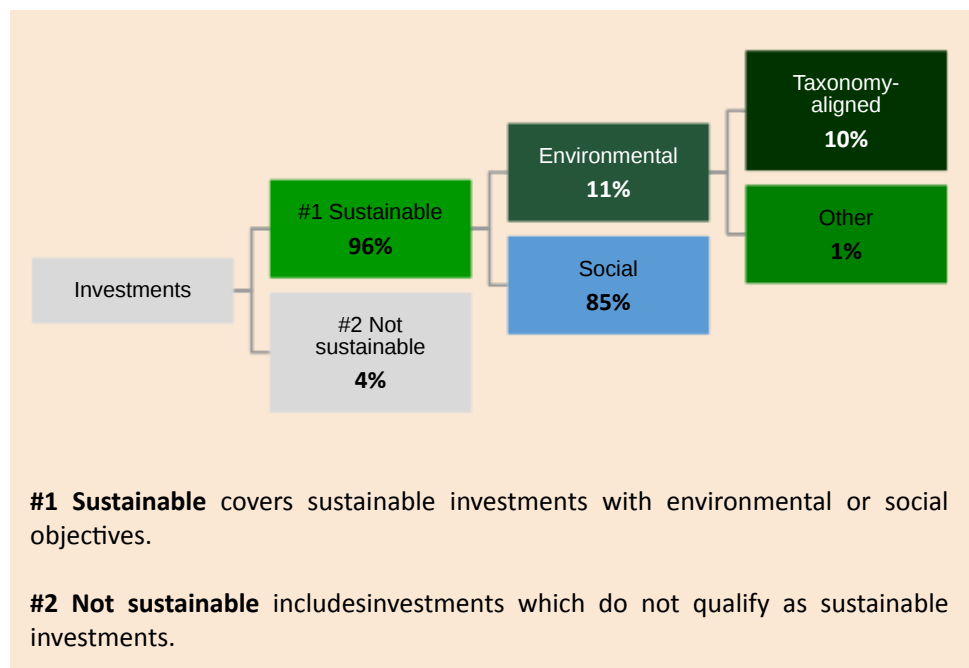 Investments
#1 Sustainable
96%
#2 Not
sustainable
4%
Environmental
11%
Social
85%
Taxonomy-
aligned
10%
Other
1%
#1 Sustainable covers sustainable investments with environmental or social
objectives.
#2 Not sustainable includesinvestments which do not qualify as sustainable
investments.